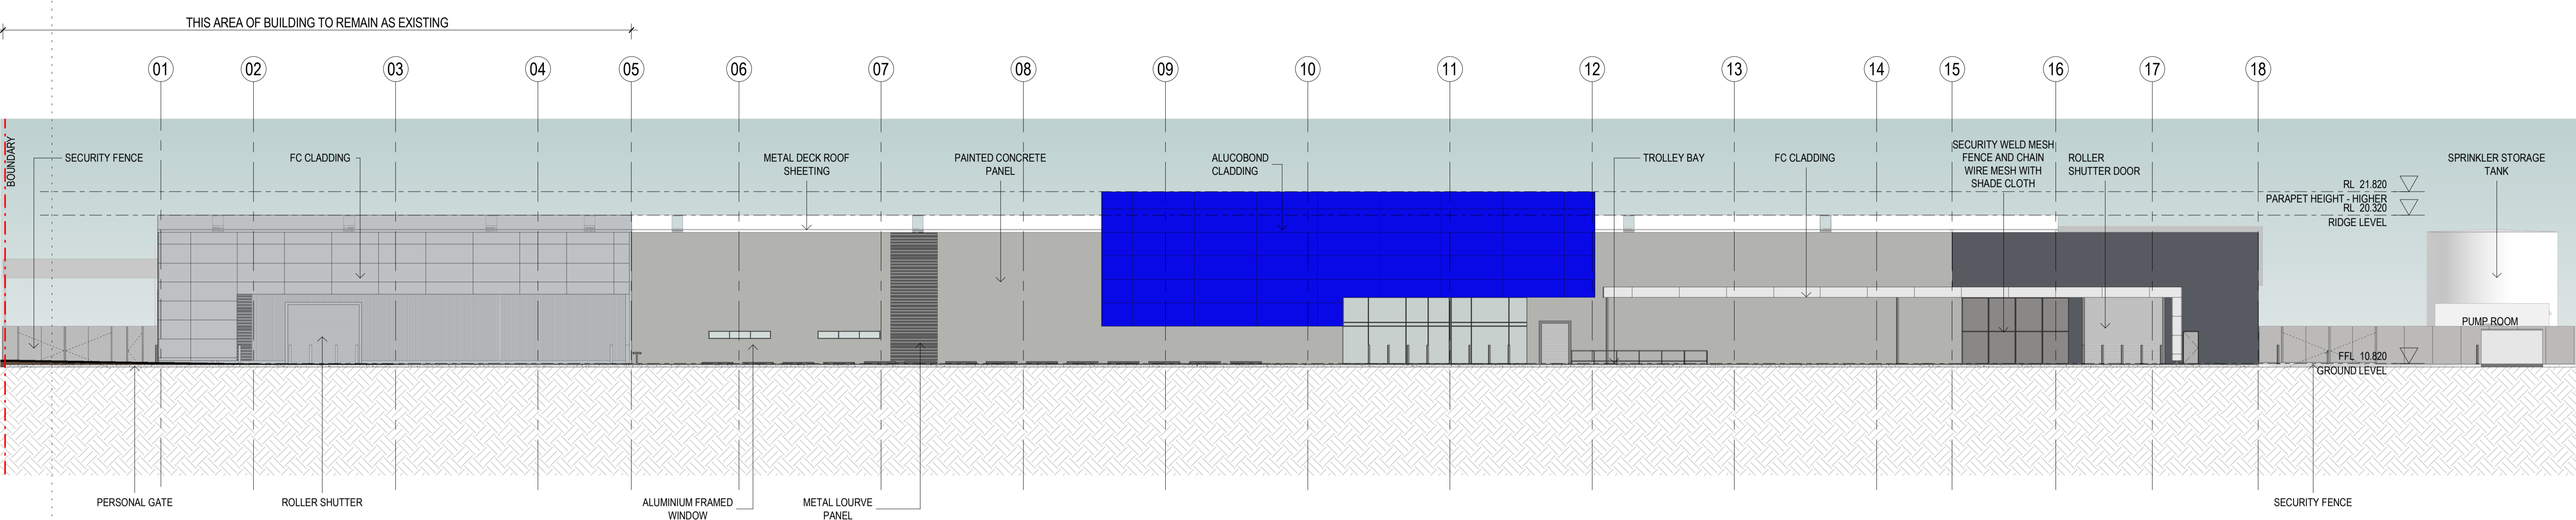 THIS AREA OF BUILDING TO REMAIN AS EXISTING
01
02
03
04
05
06
07
08
09
10
11
12
13
14
15
16
17
18
BOUNDARY
SECURITY FENCE
FC CLADDING
METAL DECK ROOF
SHEETING
PAINTED CONCRETE
PANEL
ALUCOBOND
CLADDING
TROLLEY BAY
FC CLADDING
SECURITY WELD MESH
FENCE AND CHAIN
WIRE MESH WITH
SHADE CLOTH
ROLLER
SHUTTER DOOR
RL 21.820
PARAPET HEIGHT - HIGHER
RL 20.320
RIDGE LEVEL
SPRINKLER STORAGE
TANK
PUMP ROOM
FFL 10.820
GROUND LEVEL
PERSONAL GATE
ROLLER SHUTTER
ALUMINIUM FRAMED
WINDOW
METAL LOURVE
PANEL
SECURITY FENCE